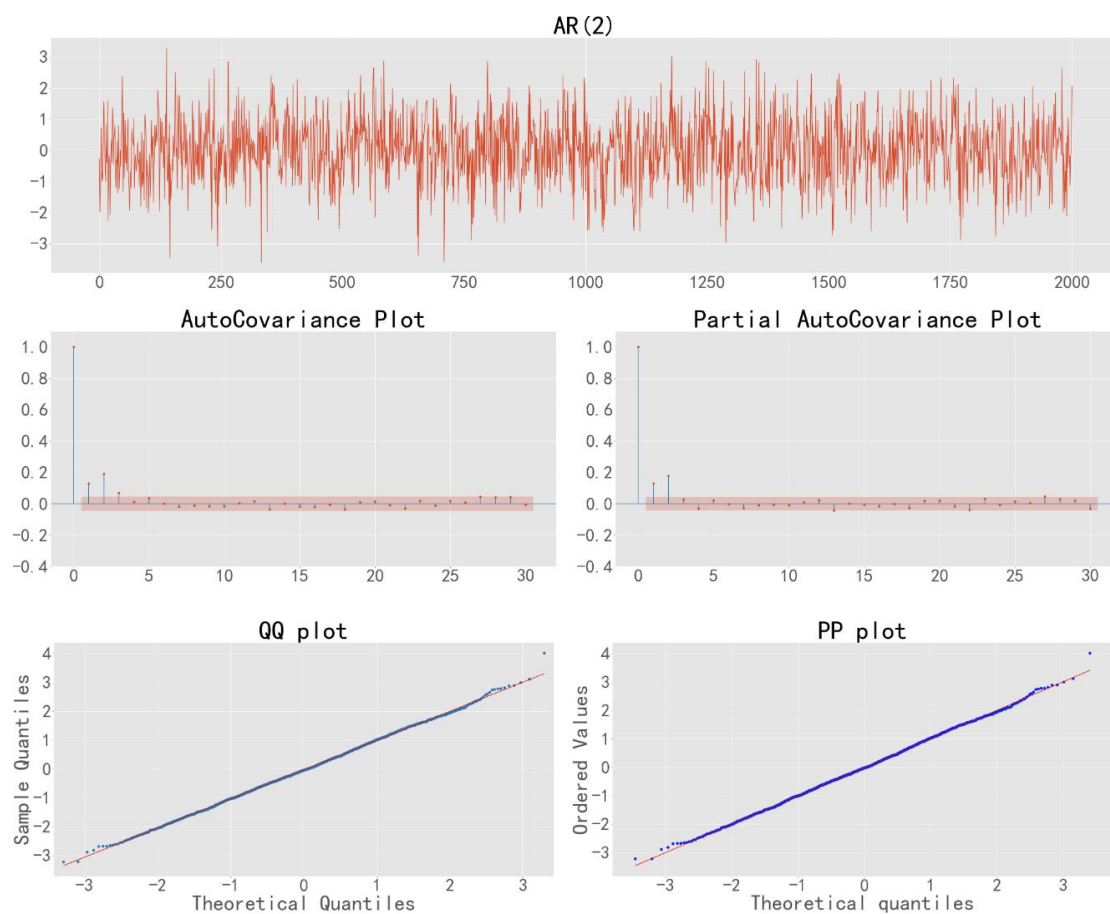 AR(2)
3
2
1
0
−1
−2
−3
0 250 500 750 1000 1250 1500 1750 2000
AutoCovariance Plot
1.0
0.8
0.6
0.4
0.2
0.0
−0.2
−0.4
0 5 10 15 20 25 30
Partial AutoCovariance Plot
1.0
0.8
0.6
0.4
0.2
0.0
−0.2
−0.4
0 5 10 15 20 25 30
QQ plot
Sample Quantiles
4
3
2
1
0
−1
−2
−3
−3 −2 −1 0 1 2 3
Theoretical Quantiles
PP plot
Ordered Values
4
3
2
1
0
−1
−2
−3
−3 −2 −1 0 1 2 3
Theoretical quantiles